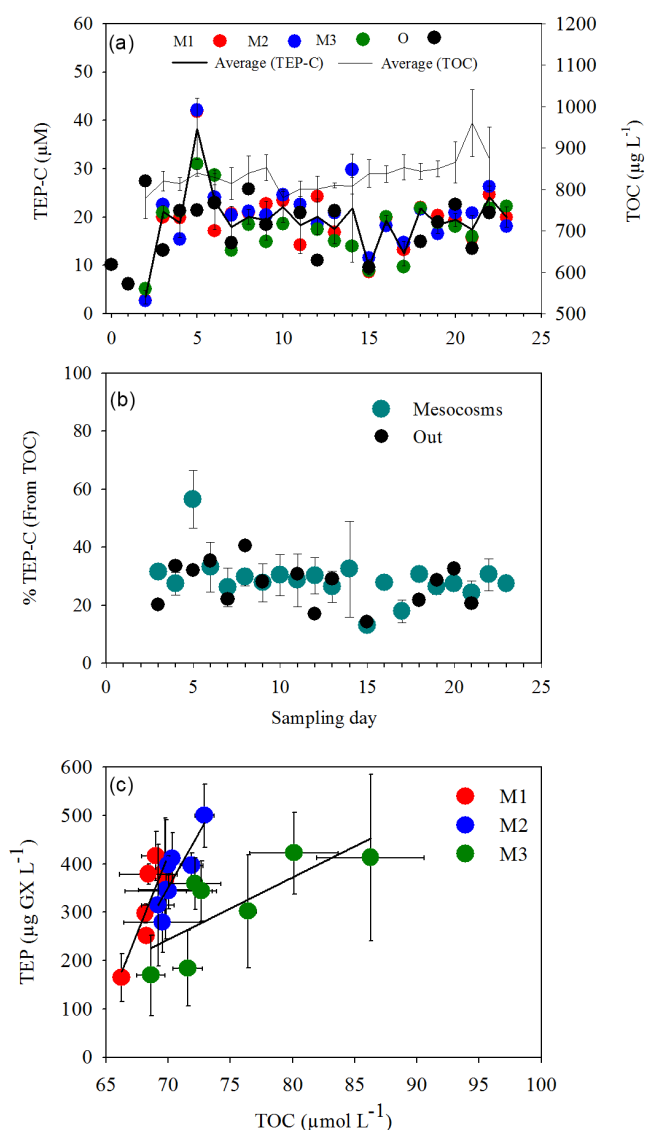 (a)
M1 M2 M3 O
Average (TEP-C) Average (TOC)
TEP-C (µM)
60
50
40
30
20
10
0
TOC (µg L-1)
1200
1100
1000
900
800
700
600
500
0 5 10 15 20 25
(b)
Mesocosms
Out
% TEP-C (From TOC)
100
80
60
40
20
0
0 5 10 15 20 25
Sampling day
(c)
M1
M2
M3
TEP (µg GX L-1)
600
500
400
300
200
100
0
65 70 75 80 85 90 95 100
TOC (µmol L-1)